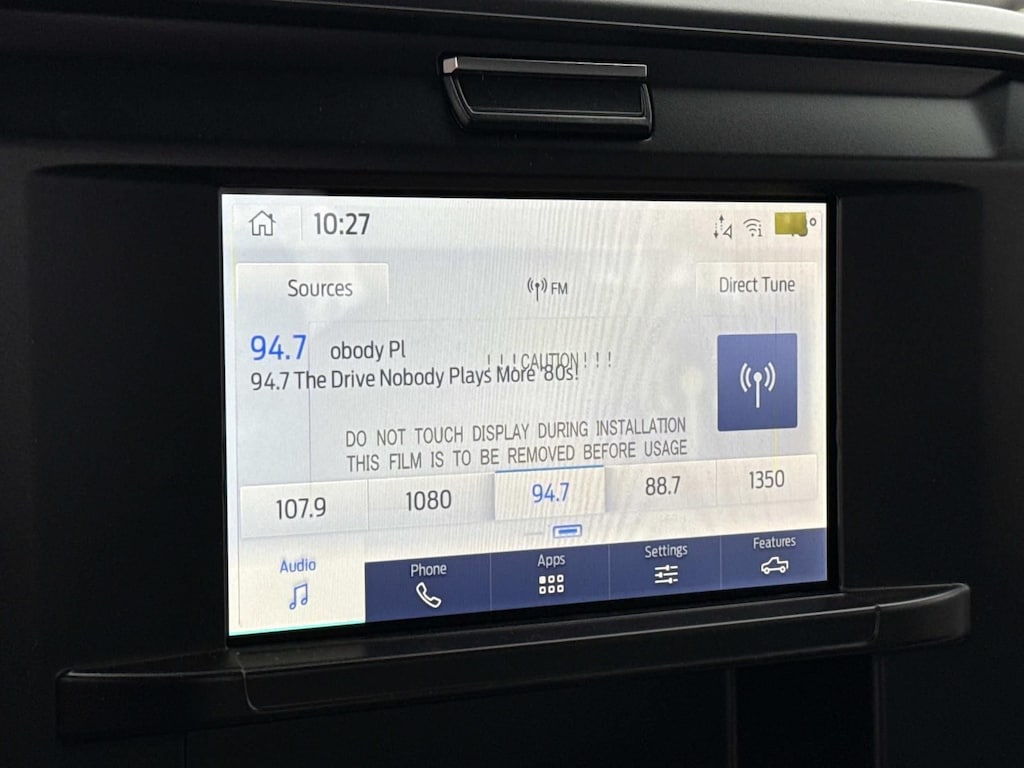 10:27
Sources
FM
Direct Tune
94.7 obody Pl
! ! ! CAUTION ! ! !
94.7 The Drive Nobody Plays More '80s!
DO NOT TOUCH DISPLAY DURING INSTALLATION
THIS FILM IS TO BE REMOVED BEFORE USAGE
107.9 1080 94.7 88.7 1350
Audio Phone Apps Settings Features